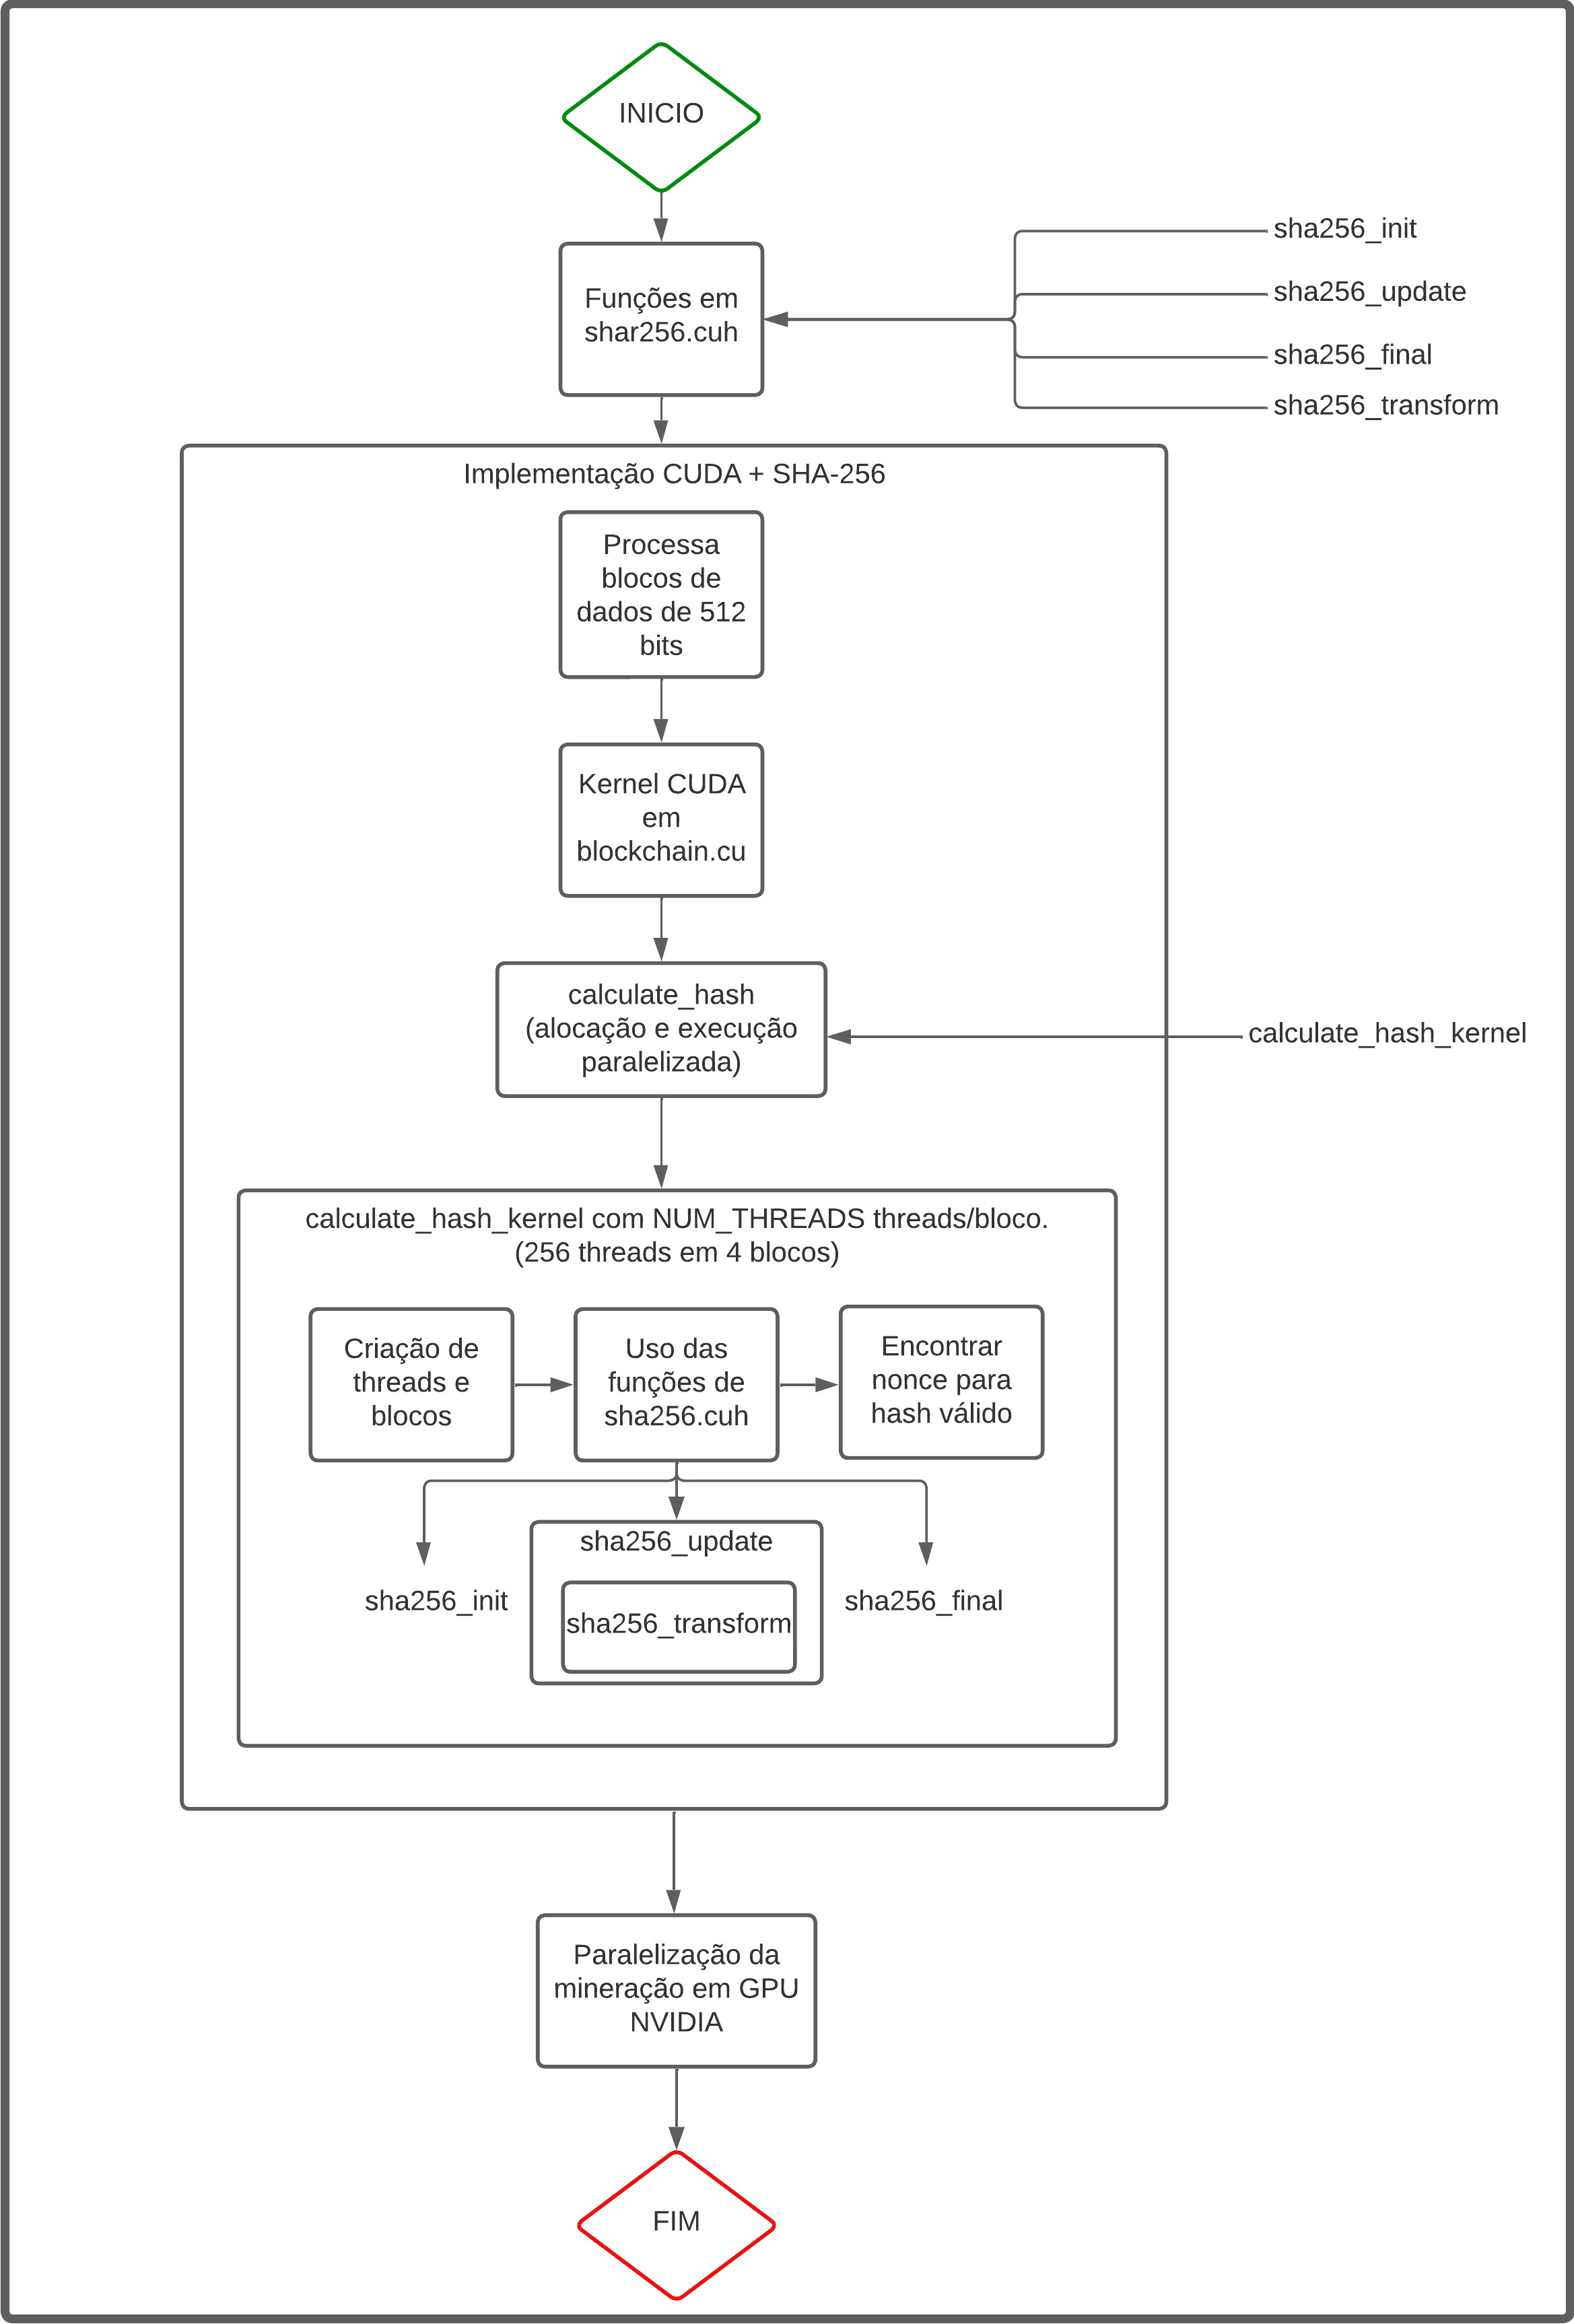 INICIO
Funções em
shar256.cuh
sha256_init
sha256_update
sha256_final
sha256_transform
Implementação CUDA + SHA-256
Processa
blocos de
dados de 512
bits
Kernel CUDA
em
blockchain.cu
calculate_hash
(alocação e execução
paralelizada)
calculate_hash_kernel
calculate_hash_kernel com NUM_THREADS threads/bloco.
(256 threads em 4 blocos)
Criação de
threads e
blocos
Uso das
funções de
sha256.cuh
Encontrar
nonce para
hash válido
sha256_init
sha256_update
sha256_transform
sha256_final
Paralelização da
mineração em GPU
NVIDIA
FIM